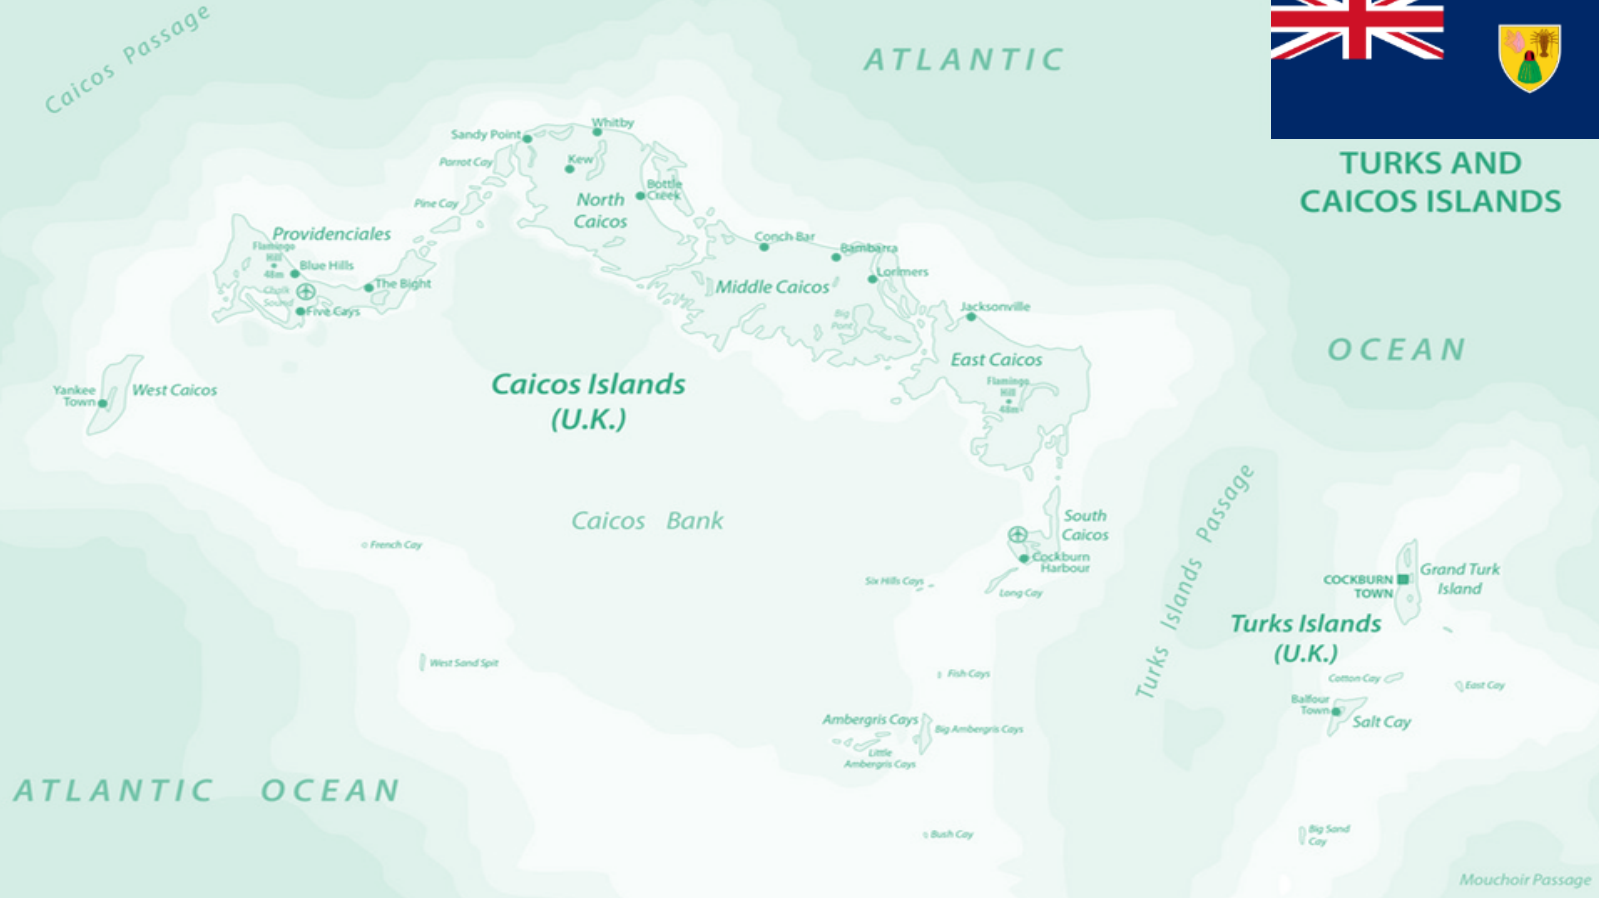 Caicos Passage
ATLANTIC
TURKS AND
CAICOS ISLANDS
Whitby
Sandy Point
Parrot Cay
Kew
Bottle
Creek
North
Caicos
Pine Cay
Providenciales
Flamingo
Hill
48m
Blue Hills
The Bight
Chalk
Sound
Five Cays
Conch Bar
Bambarra
Lorimers
Middle Caicos
Big
Pont
Jacksonville
East Caicos
Flamingo
Hill
48m
OCEAN
Yankee
Town
West Caicos
Caicos Islands
(U.K.)
Caicos Bank
South
Caicos
Cockburn
Harbour
Long Cay
Six Hills Cays
French Cay
West Sand Spit
Turks Islands Passage
Grand Turk
Island
COCKBURN
TOWN
Turks Islands
(U.K.)
Cotton Cay
East Cay
Balfour
Town
Salt Cay
Fish Cays
Ambergris Cays
Big Ambergris Cays
Little
Ambergris Cays
ATLANTIC OCEAN
Bush Cay
Big Sand
Cay
Mouchoir Passage